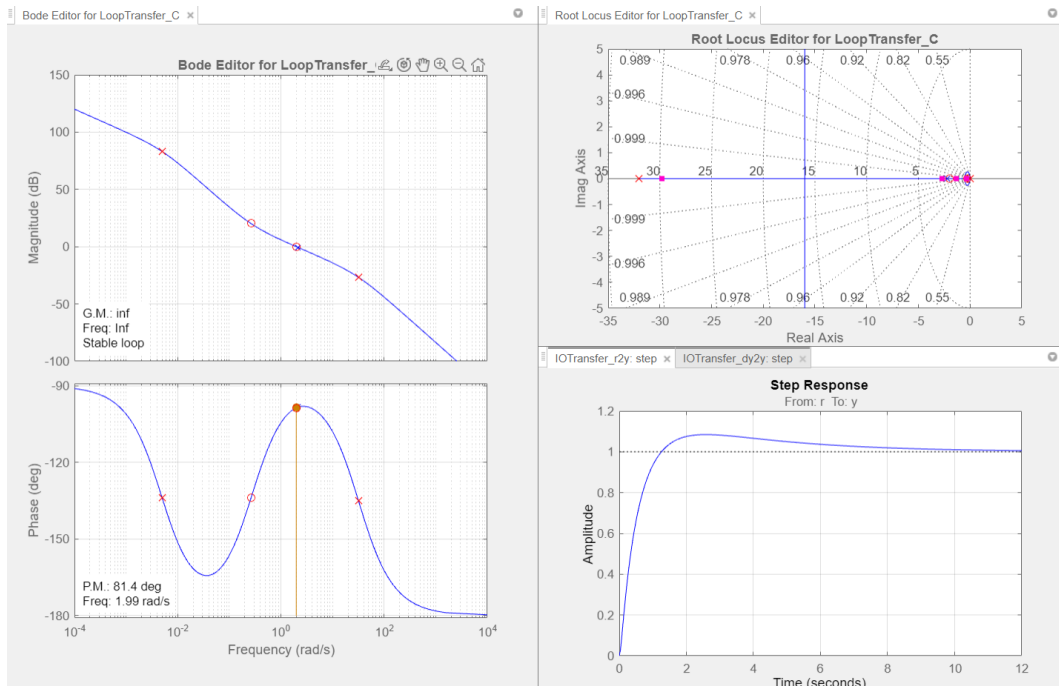 Bode Editor for LoopTransfer_C ×
Bode Editor for LoopTransfer_
150
100
50
0
-50
-100
Magnitude (dB)
G.M.: inf
Freq: Inf
Stable loop
-90
-120
-150
-180
Phase (deg)
P.M.: 81.4 deg
Freq: 1.99 rad/s
10^-4
10^-2
10^0
10^2
10^4
Frequency (rad/s)
Root Locus Editor for LoopTransfer_C ×
Root Locus Editor for LoopTransfer_C
5
4
3
2
1
0
-1
-2
-3
-4
-5
Imag Axis
0.989 0.978 0.96 0.92 0.82 0.55
0.996
0.999
35 30 25 20 15 10 5
0.999
0.996
0.989 0.978 0.96 0.92 0.82 0.55
-35 -30 -25 -20 -15 -10 -5 0 5
Real Axis
IOTransfer_r2y: step × IOTransfer_dy2y: step ×
Step Response
From: r To: y
1.2
1
0.8
0.6
0.4
0.2
0
Amplitude
0 2 4 6 8 10 12
Time (seconds)